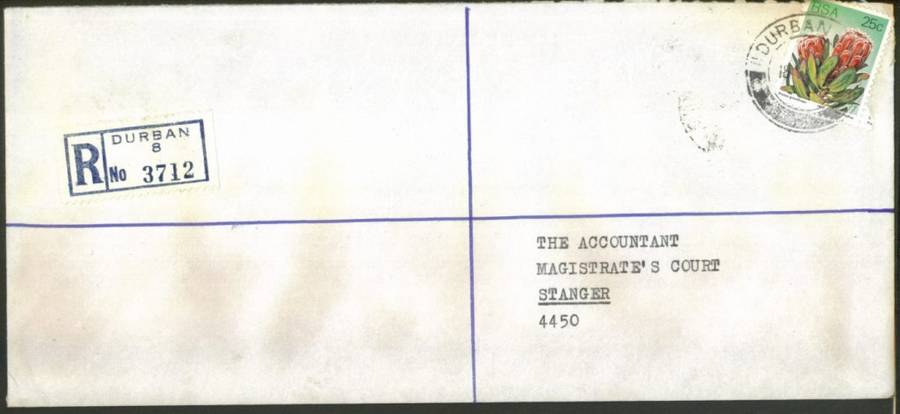 RSA 25c
DURBAN
DURBAN
8
R No 3712
THE ACCOUNTANT
MAGISTRATE'S COURT
STANGER
4450